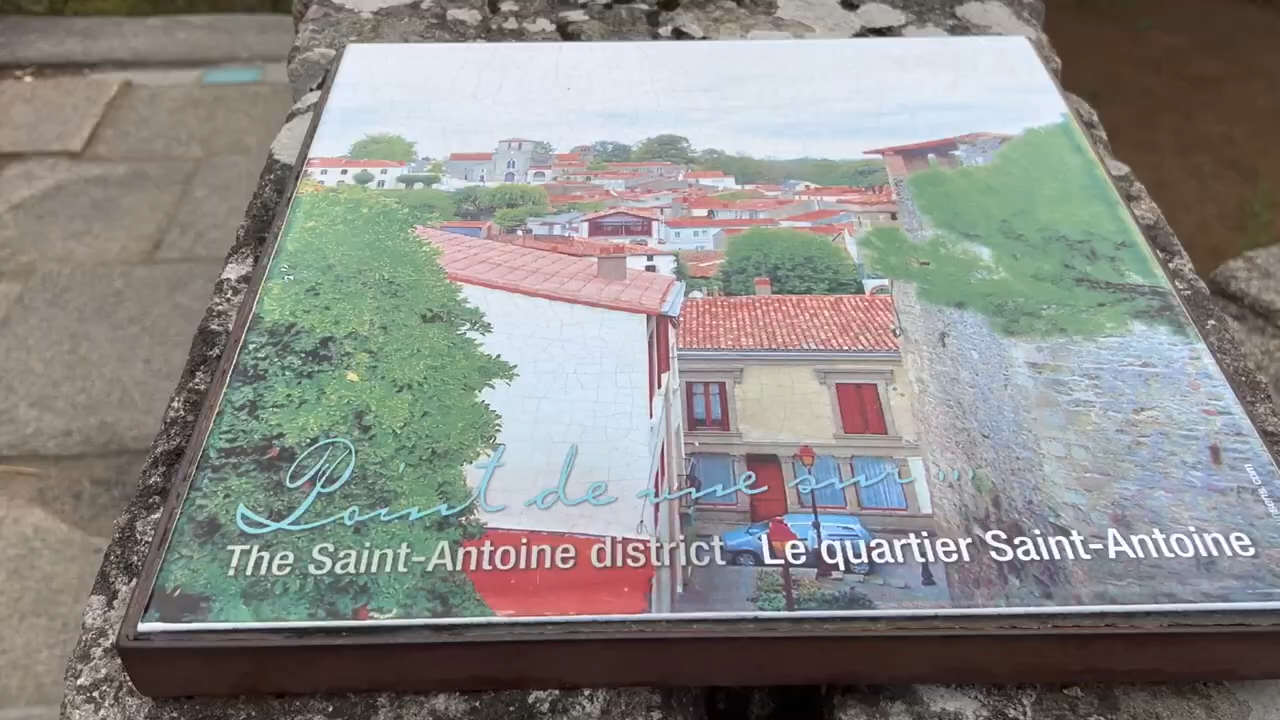 Point de vue sur ...
The Saint-Antoine district Le quartier Saint-Antoine